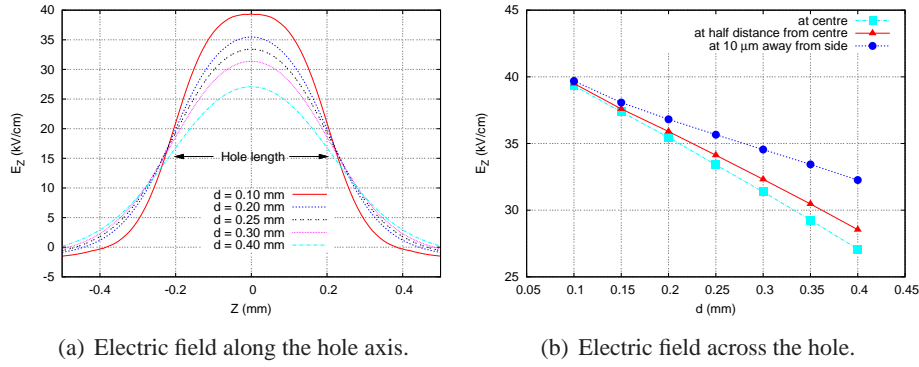 40
35
30
25
20
15
10
5
0
-5
-0.4
-0.2
0
0.2
0.4
E_Z (kV/cm)
Z (mm)
Hole length
d = 0.10 mm
d = 0.20 mm
d = 0.25 mm
d = 0.30 mm
d = 0.40 mm
(a) Electric field along the hole axis.
45
40
35
30
25
0.05
0.1
0.15
0.2
0.25
0.3
0.35
0.4
0.45
E_Z (kV/cm)
d (mm)
at centre
at half distance from centre
at 10 μm away from side
(b) Electric field across the hole.